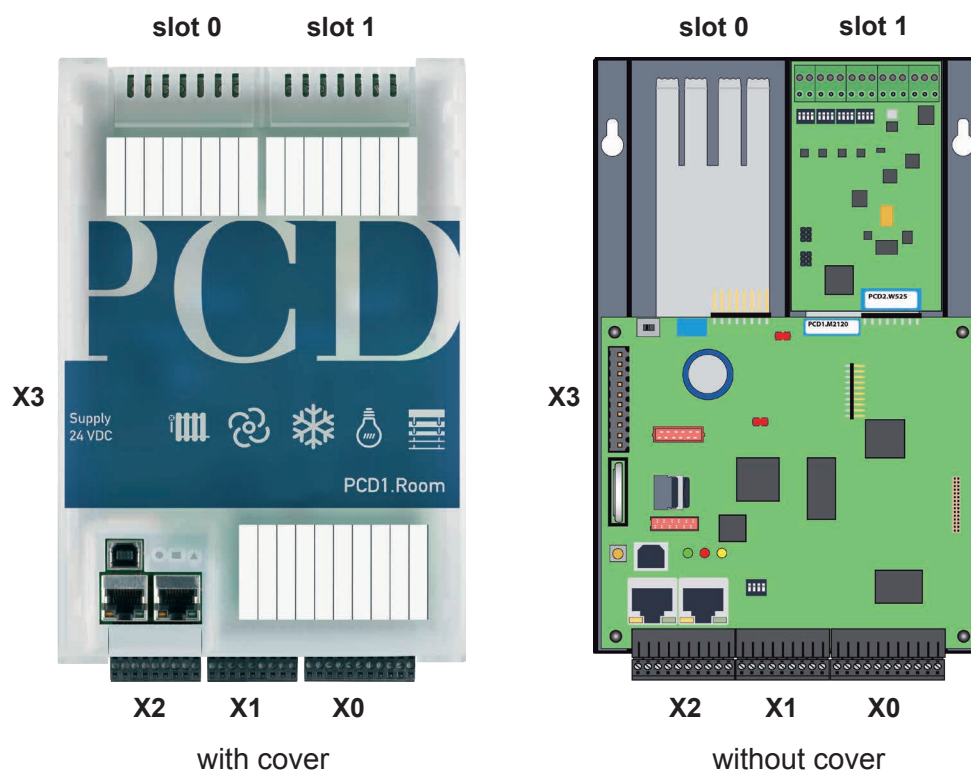 slot 0 slot 1
slot 0 slot 1
PCD
X3
Supply
24 VDC
PCD1.Room
X2 X1 X0
with cover
PCD2.W525
PCD1.M2120
X3
X2 X1 X0
without cover